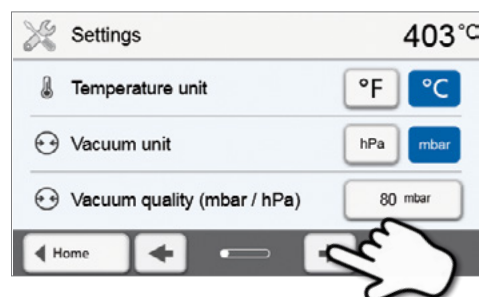 Settings 403 °C
Temperature unit °F °C
Vacuum unit hPa mbar
Vacuum quality (mbar / hPa) 80 mbar
Home